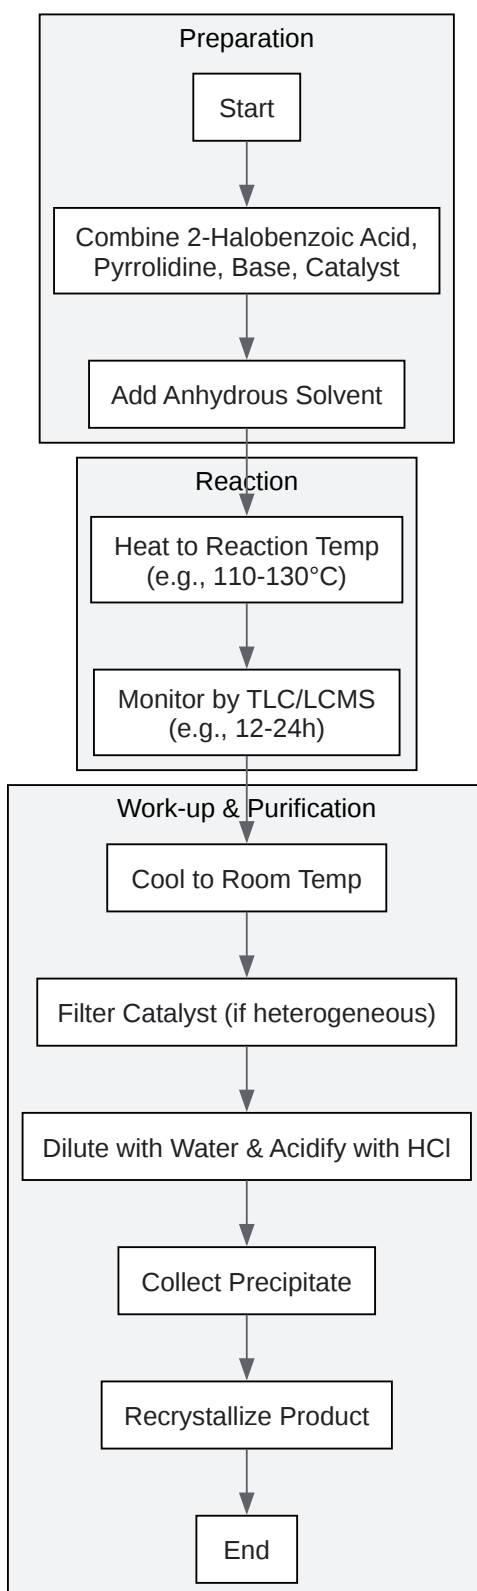 Preparation
Start
Combine 2-Halobenzoic Acid,
Pyrrolidine, Base, Catalyst
Add Anhydrous Solvent
Reaction
Heat to Reaction Temp
(e.g., 110-130°C)
Monitor by TLC/LCMS
(e.g., 12-24h)
Work-up & Purification
Cool to Room Temp
Filter Catalyst (if heterogeneous)
Dilute with Water & Acidify with HCl
Collect Precipitate
Recrystallize Product
End